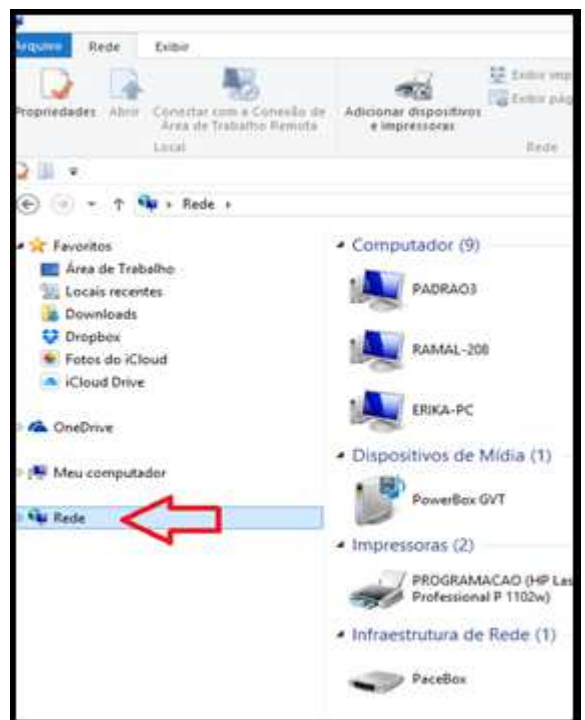 Arquivo Rede Exibir
Propriedades Abrir Conectar com a Conexão de Área de Trabalho Remota
Adicionar dispositivos e impressoras
Exibir
Exibir
Local
Rede
Rede
Favoritos
Área de Trabalho
Locais recentes
Downloads
Dropbox
Fotos do iCloud
iCloud Drive
OneDrive
Meu computador
Rede
Computador (9)
PADRAO3
RAMAL-208
ERIKA-PC
Dispositivos de Mídia (1)
PowerBox GVT
Impressoras (2)
PROGRAMACAO (HP Las
Professional P 1102w)
Infraestrutura de Rede (1)
PaceBox